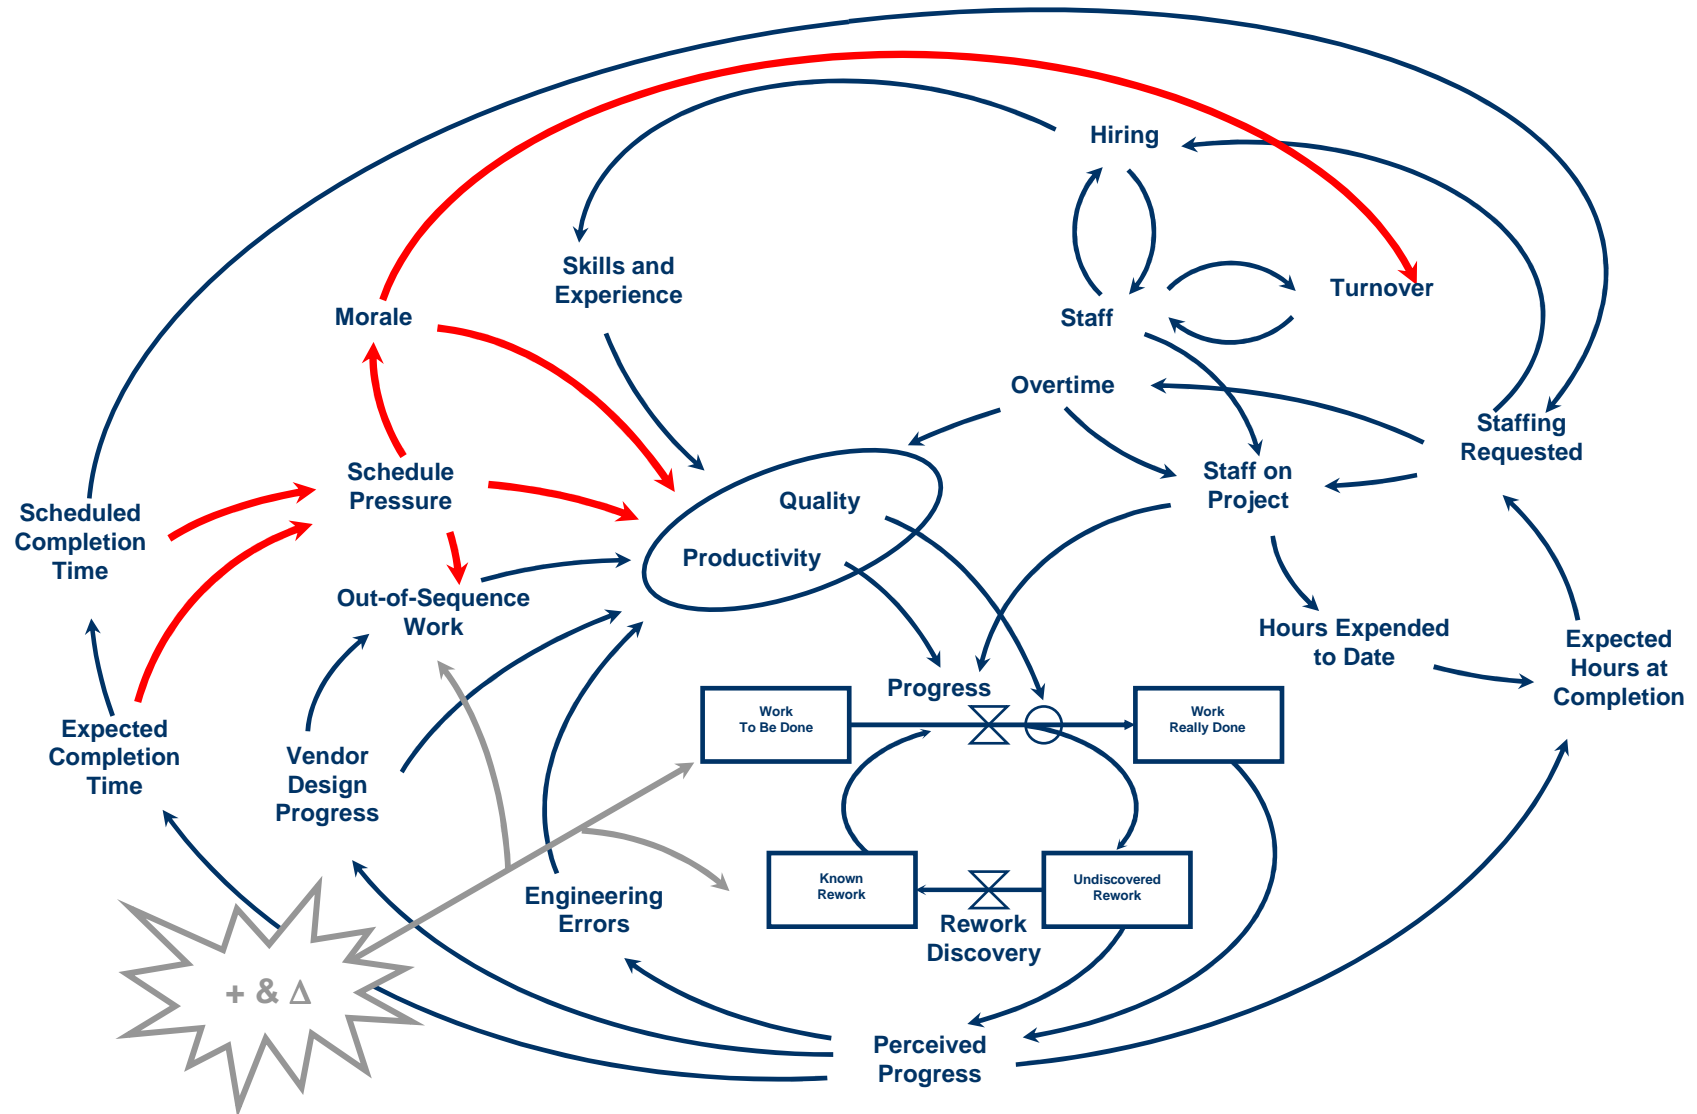 Hiring
Skills and
Experience
Turnover
Morale
Staff
Overtime
Staffing
Requested
Schedule
Pressure
Staff on
Project
Quality
Scheduled
Completion
Time
Productivity
Out-of-Sequence
Work
Hours Expended
to Date
Expected
Hours at
Completion
Progress
Work
To Be Done
Work
Really Done
Expected
Completion
Time
Vendor
Design
Progress
Known
Rework
Undiscovered
Rework
Engineering
Errors
Rework
Discovery
+ & Δ
Perceived
Progress